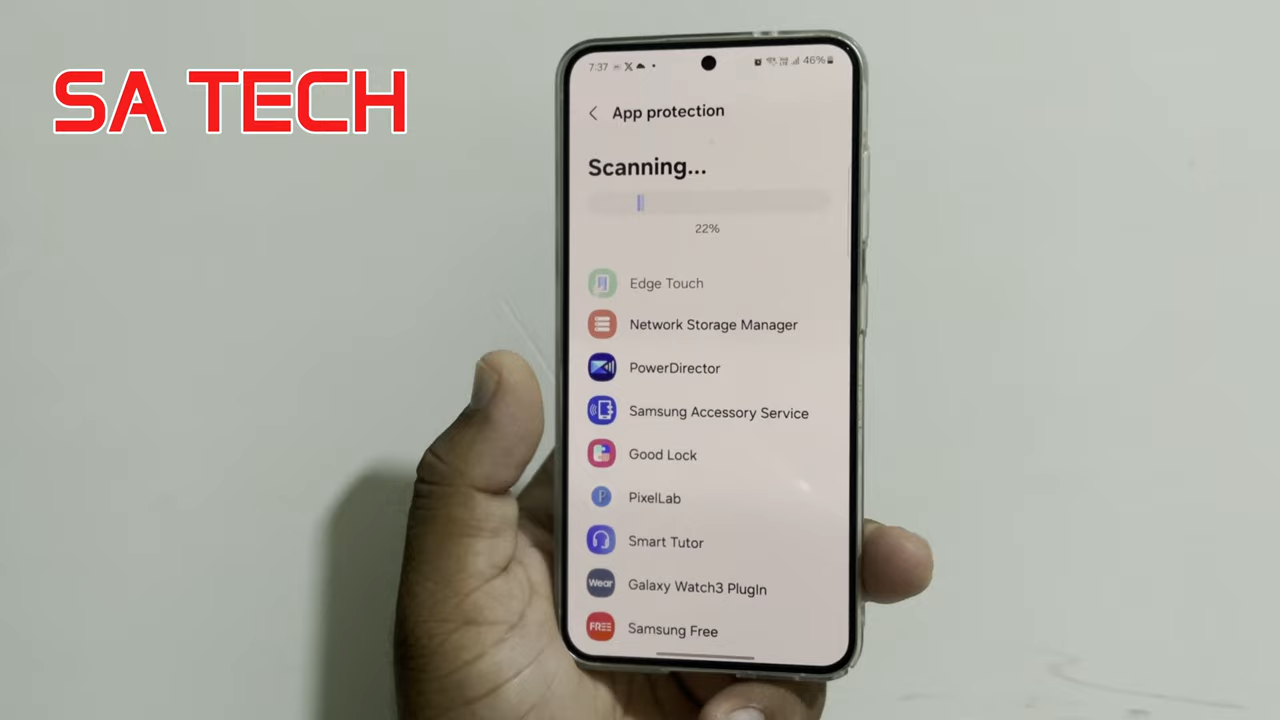 SA TECH
7:37
46%
App protection
Scanning...
22%
Edge Touch
Network Storage Manager
PowerDirector
Samsung Accessory Service
Good Lock
PixelLab
Smart Tutor
Wear
Galaxy Watch3 PlugIn
FREE
Samsung Free